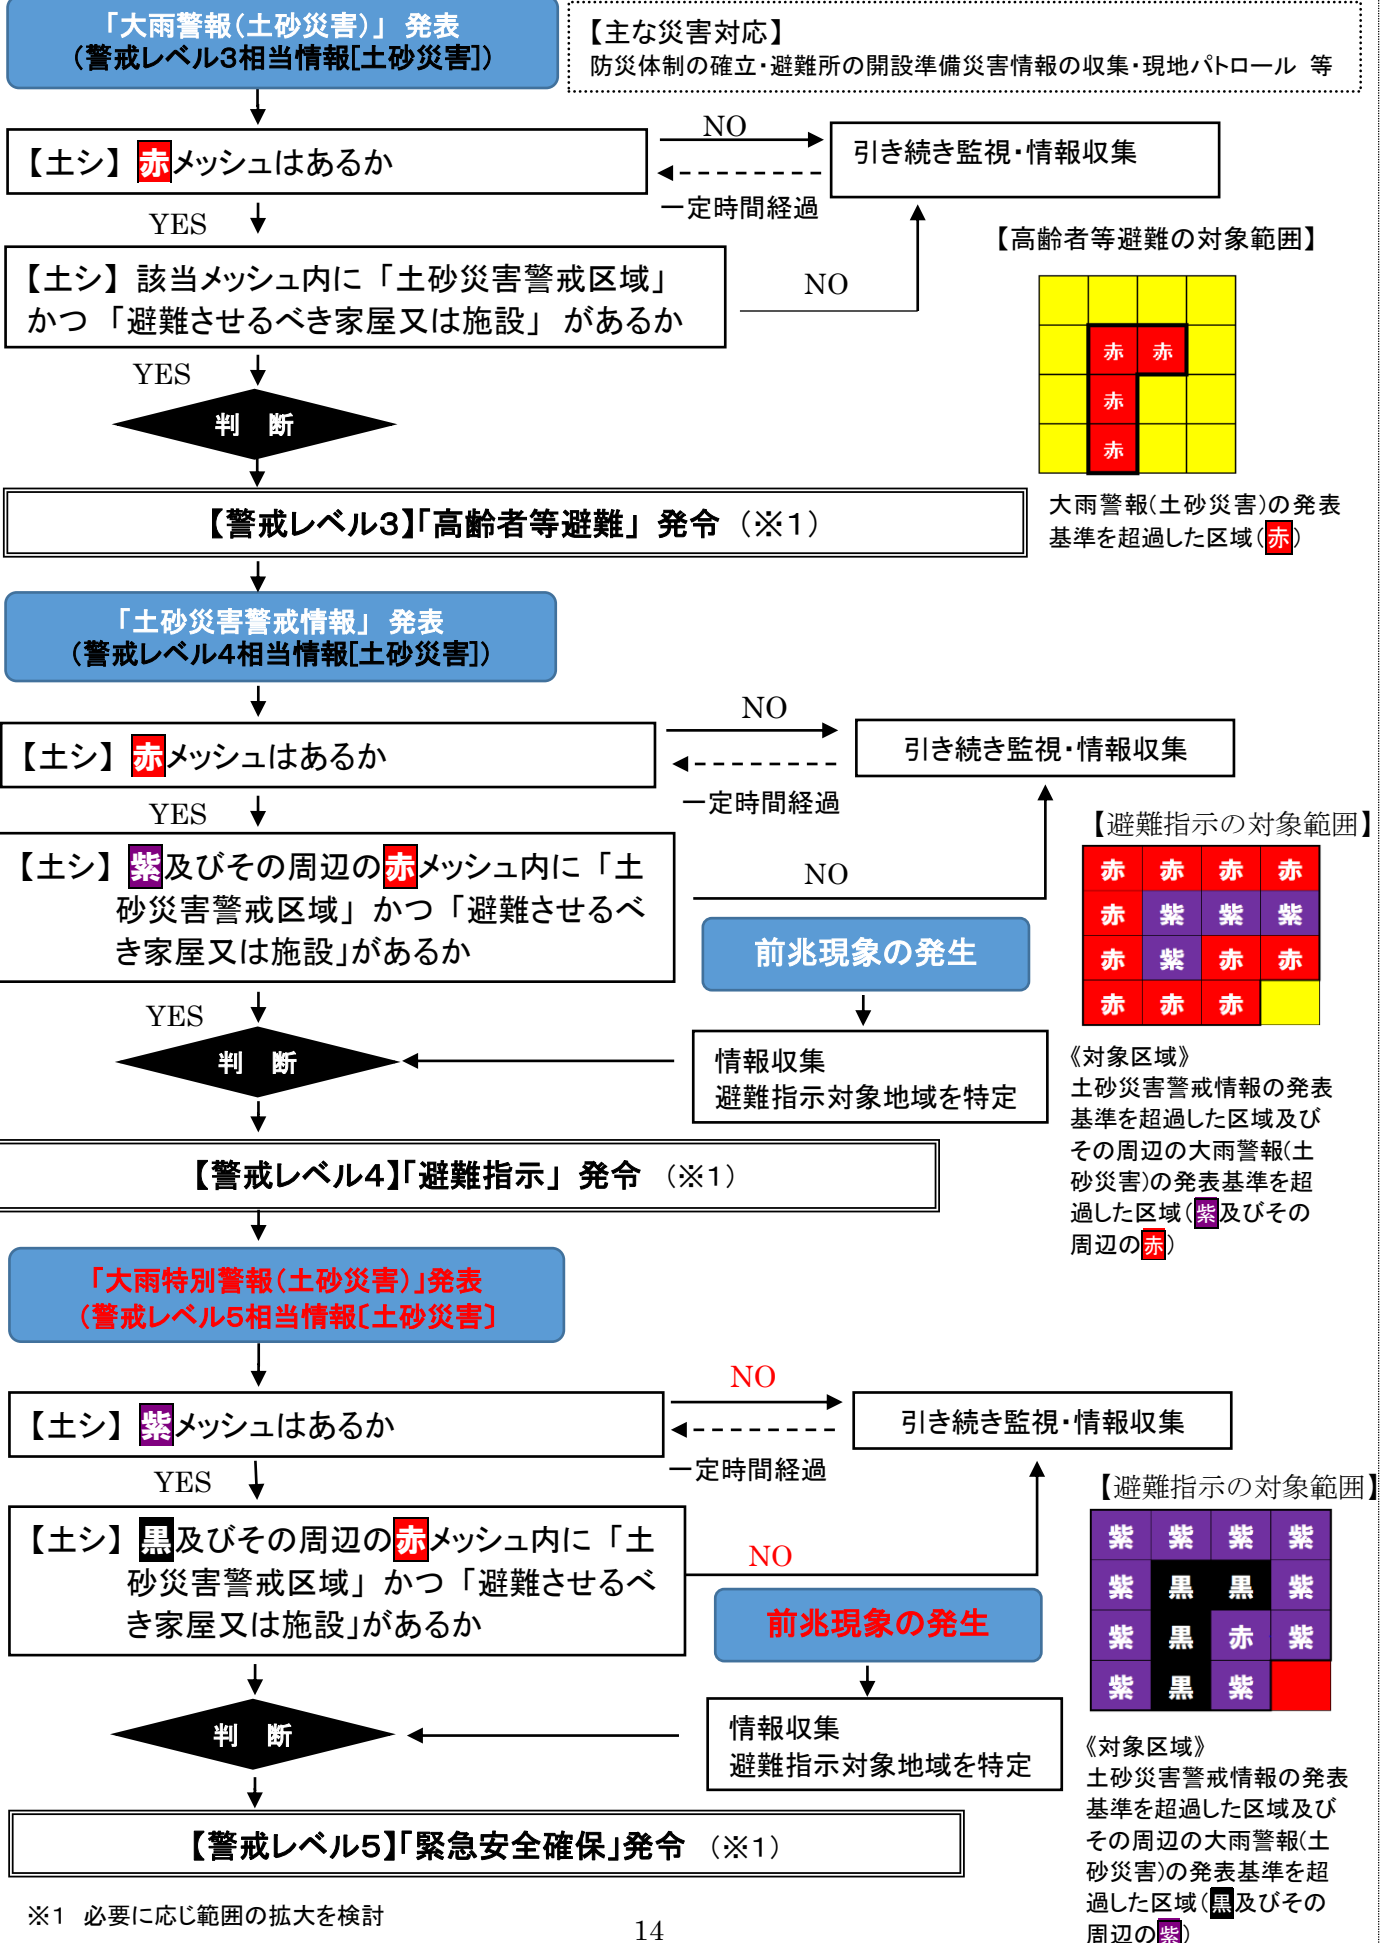 「大雨警報(土砂災害)」 発表
(警戒レベル3相当情報[土砂災害])
【主な災害対応】
防災体制の確立・避難所の開設準備災害情報の収集・現地パトロール 等
【土シ】 赤メッシュはあるか
NO
引き続き監視・情報収集
一定時間経過
YES
【土シ】 該当メッシュ内に 「土砂災害警戒区域」
かつ 「避難させるべき家屋又は施設」 があるか
NO
【高齢者等避難の対象範囲】
赤 赤
赤
赤
大雨警報(土砂災害)の発表
基準を超過した区域(赤)
YES
判 断
【警戒レベル3】「高齢者等避難」 発令 (※1)
「土砂災害警戒情報」 発表
(警戒レベル4相当情報[土砂災害])
【土シ】 赤メッシュはあるか
NO
引き続き監視・情報収集
一定時間経過
YES
【土シ】 紫及びその周辺の赤メッシュ内に 「土
砂災害警戒区域」 かつ 「避難させるべ
き家屋又は施設」があるか
NO
【避難指示の対象範囲】
赤 赤 赤 赤
赤 紫 紫 紫
赤 紫 赤 赤
赤 赤 赤
前兆現象の発生
YES
判 断
情報収集
避難指示対象地域を特定
《対象区域》
土砂災害警戒情報の発表
基準を超過した区域及び
その周辺の大雨警報(土
砂災害)の発表基準を超
過した区域(紫及びその
周辺の赤)
【警戒レベル4】「避難指示」 発令 (※1)
「大雨特別警報(土砂災害)」発表
(警戒レベル5相当情報〔土砂災害〕
【土シ】 紫メッシュはあるか
NO
引き続き監視・情報収集
一定時間経過
YES
【土シ】 黒及びその周辺の赤メッシュ内に 「土
砂災害警戒区域」 かつ 「避難させるべ
き家屋又は施設」があるか
NO
【避難指示の対象範囲】
紫 紫 紫 紫
紫 黒 黒 紫
紫 黒 赤 紫
紫 黒 紫
前兆現象の発生
判 断
情報収集
避難指示対象地域を特定
《対象区域》
土砂災害警戒情報の発表
基準を超過した区域及び
その周辺の大雨警報(土
砂災害)の発表基準を超
過した区域(黒及びその
周辺の紫)
【警戒レベル5】「緊急安全確保」発令 (※1)
※1 必要に応じ範囲の拡大を検討
14